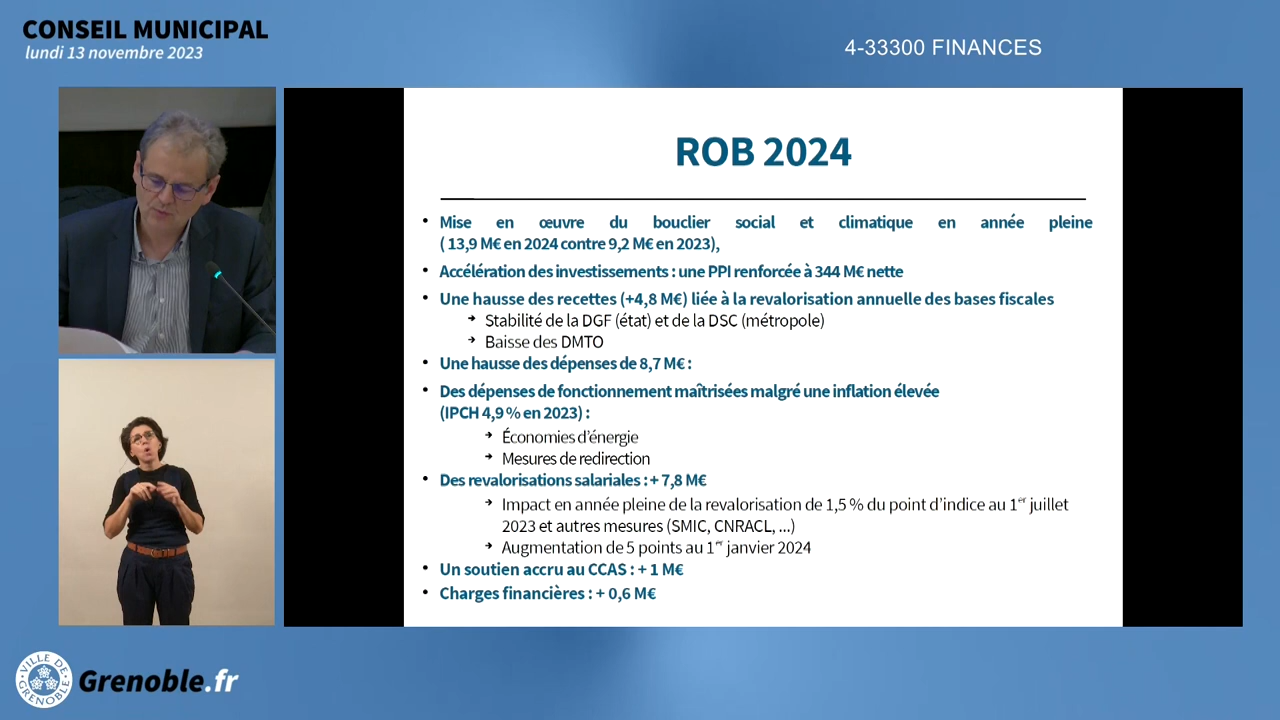 CONSEIL MUNICIPAL
lundi 13 novembre 2023
4-33300 FINANCES
ROB 2024
• Mise en œuvre du bouclier social et climatique en année pleine
( 13,9 M€ en 2024 contre 9,2 M€ en 2023),
• Accélération des investissements : une PPI renforcée à 344 M€ nette
• Une hausse des recettes (+4,8 M€) liée à la revalorisation annuelle des bases fiscales
➔ Stabilité de la DGF (état) et de la DSC (métropole)
➔ Baisse des DMTO
• Une hausse des dépenses de 8,7 M€ :
• Des dépenses de fonctionnement maîtrisées malgré une inflation élevée
(IPCH 4,9 % en 2023) :
➔ Économies d’énergie
➔ Mesures de redirection
• Des revalorisations salariales : + 7,8 M€
➔ Impact en année pleine de la revalorisation de 1,5 % du point d’indice au 1er juillet
2023 et autres mesures (SMIC, CNRACL, ...)
➔ Augmentation de 5 points au 1er janvier 2024
• Un soutien accru au CCAS : + 1 M€
• Charges financières : + 0,6 M€
VILLE DE GRENOBLE
Grenoble.fr